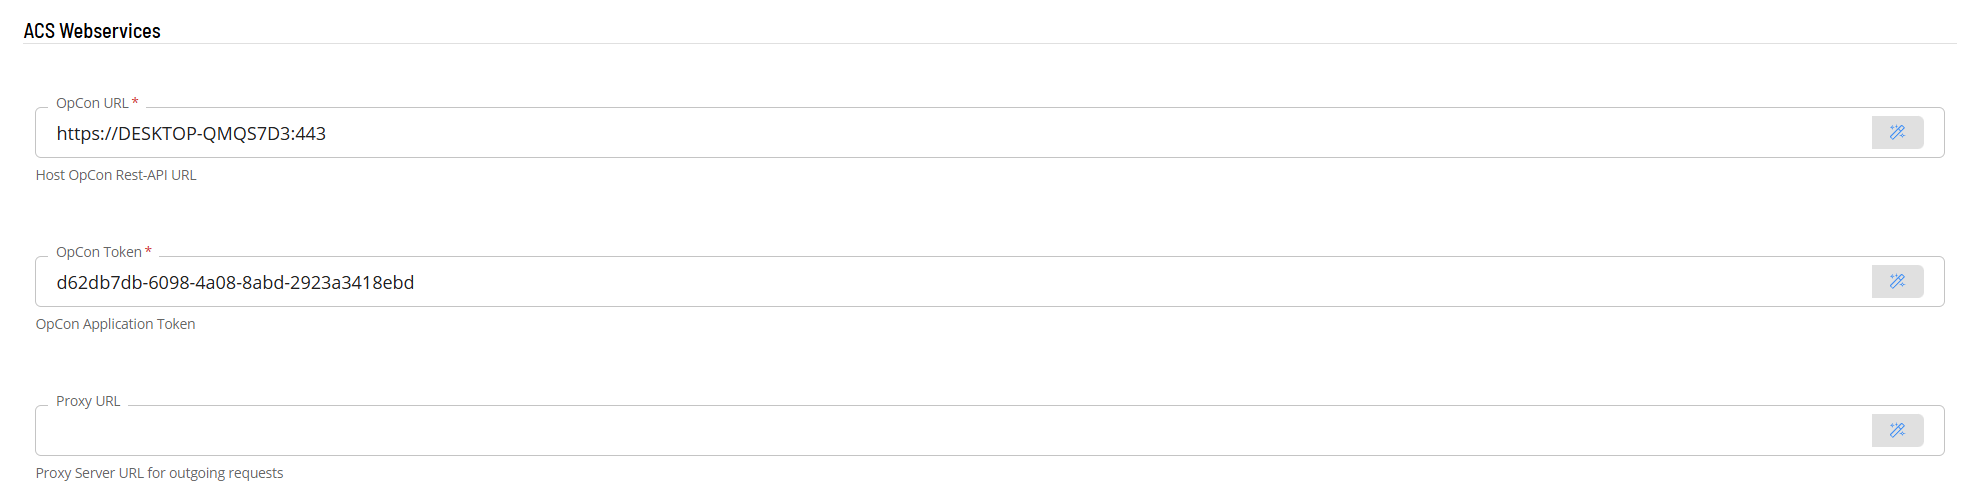 ACS Webservices
OpCon URL *
https://DESKTOP-QMQS7D3:443
Host OpCon Rest-API URL
OpCon Token *
d62db7db-6098-4a08-8abd-2923a3418ebd
OpCon Application Token
Proxy URL
Proxy Server URL for outgoing requests